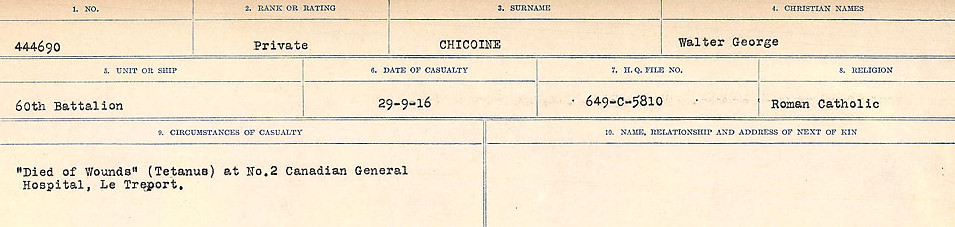 1. NO.
2. RANK OR RATING
3. SURNAME
4. CHRISTIAN NAMES
444690
Private
CHICOINE
Walter George
5. UNIT OR SHIP
6. DATE OF CASUALTY
7. H. Q. FILE NO.
8. RELIGION
60th Battalion
29-9-16
649-C-5810
Roman Catholic
9. CIRCUMSTANCES OF CASUALTY
10. NAME, RELATIONSHIP AND ADDRESS OF NEXT OF KIN
"Died of Wounds" (Tetanus) at No.2 Canadian General
Hospital, Le Treport.